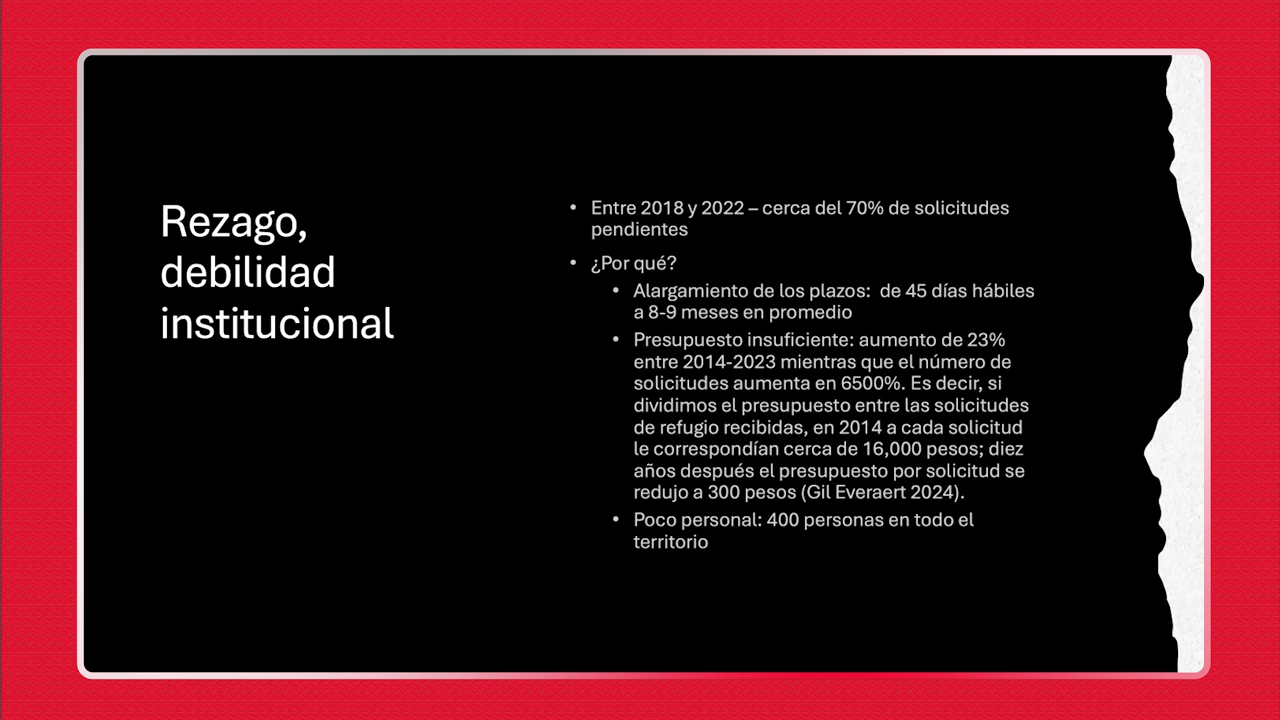 Rezago,
debilidad
institucional
• Entre 2018 y 2022 – cerca del 70% de solicitudes
pendientes
• ¿Por qué?
• Alargamiento de los plazos:  de 45 días hábiles
a 8-9 meses en promedio
• Presupuesto insuficiente: aumento de 23%
entre 2014-2023 mientras que el número de
solicitudes aumenta en 6500%. Es decir, si
dividimos el presupuesto entre las solicitudes
de refugio recibidas, en 2014 a cada solicitud
le correspondían cerca de 16,000 pesos; diez
años después el presupuesto por solicitud se
redujo a 300 pesos (Gil Everaert 2024).
• Poco personal: 400 personas en todo el
territorio